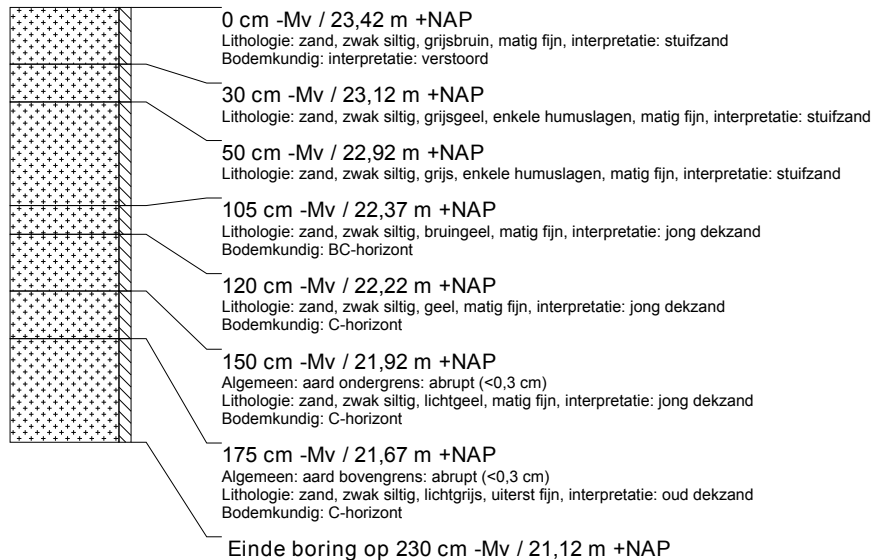 0 cm -Mv / 23,42 m +NAP
Lithologie: zand, zwak siltig, grijsbruin, matig fijn, interpretatie: stuifzand
Bodemkundig: interpretatie: verstoord
30 cm -Mv / 23,12 m +NAP
Lithologie: zand, zwak siltig, grijsgeel, enkele humuslagen, matig fijn, interpretatie: stuifzand
50 cm -Mv / 22,92 m +NAP
Lithologie: zand, zwak siltig, grijs, enkele humuslagen, matig fijn, interpretatie: stuifzand
105 cm -Mv / 22,37 m +NAP
Lithologie: zand, zwak siltig, bruingeel, matig fijn, interpretatie: jong dekzand
Bodemkundig: BC-horizont
120 cm -Mv / 22,22 m +NAP
Lithologie: zand, zwak siltig, geel, matig fijn, interpretatie: jong dekzand
Bodemkundig: C-horizont
150 cm -Mv / 21,92 m +NAP
Algemeen: aard ondergrens: abrupt (<0,3 cm)
Lithologie: zand, zwak siltig, lichtgeel, matig fijn, interpretatie: jong dekzand
Bodemkundig: C-horizont
175 cm -Mv / 21,67 m +NAP
Algemeen: aard bovengrens: abrupt (<0,3 cm)
Lithologie: zand, zwak siltig, lichtgrijs, uiterst fijn, interpretatie: oud dekzand
Bodemkundig: C-horizont
Einde boring op 230 cm -Mv / 21,12 m +NAP